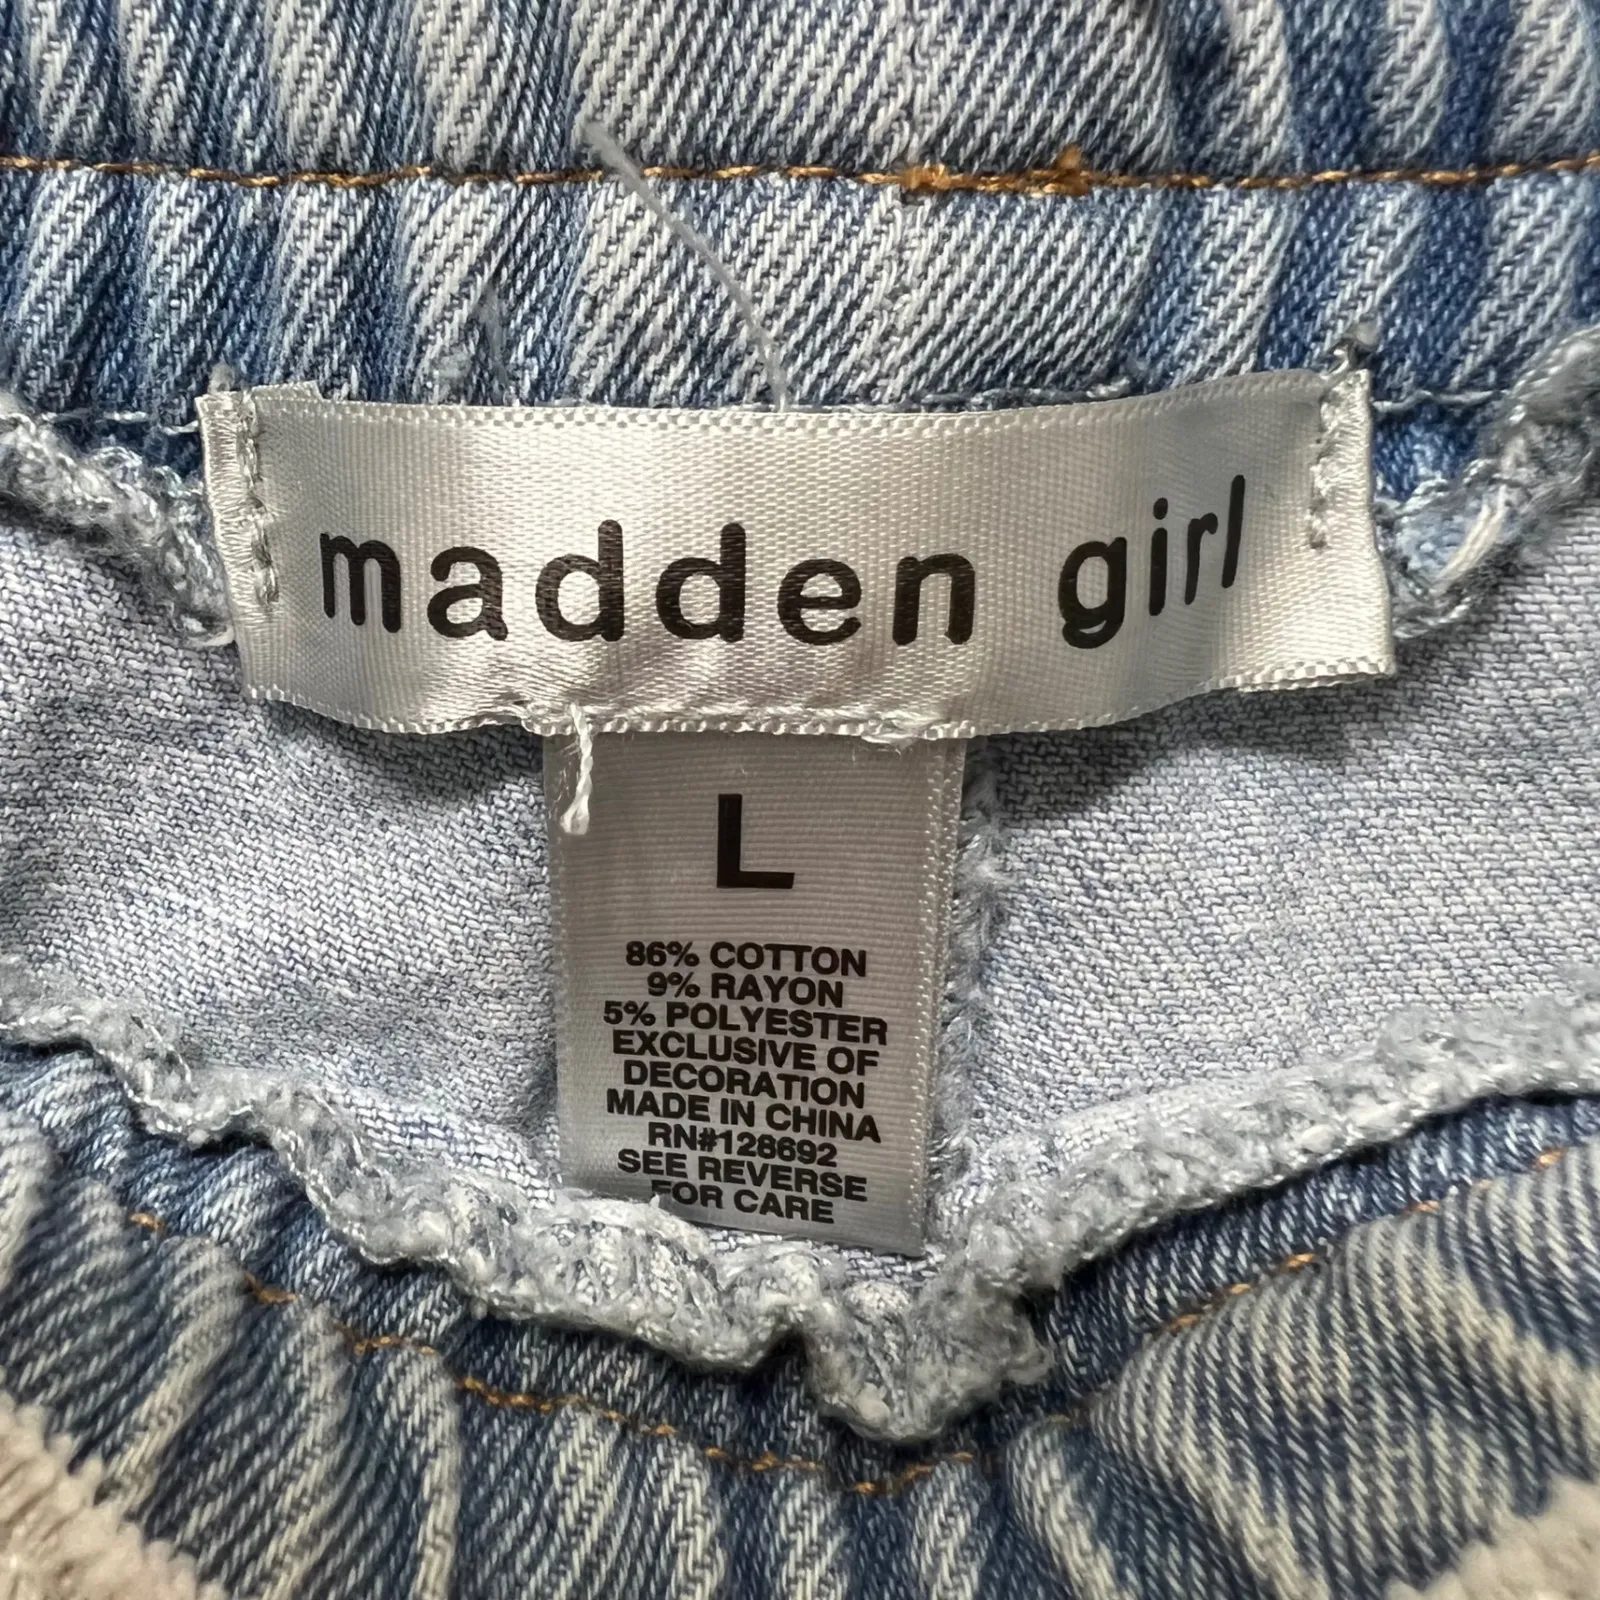 madden girl
L
86% COTTON
9% RAYON
5% POLYESTER
EXCLUSIVE OF
DECORATION
MADE IN CHINA
RN#128692
SEE REVERSE
FOR CARE